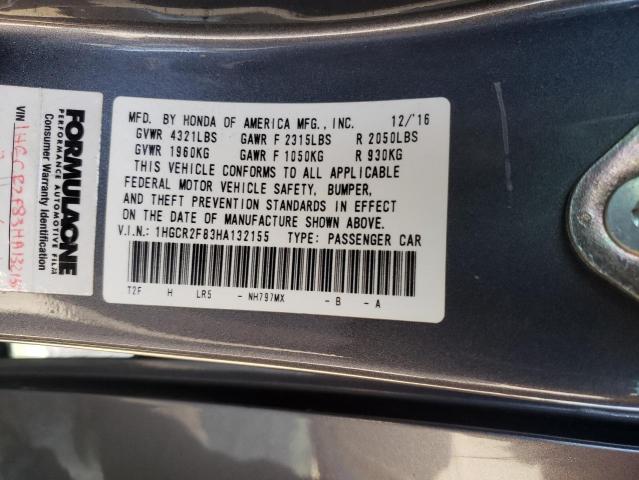 MFD. BY HONDA OF AMERICA MFG., INC. 12/'16
GVWR 4321LBS GAWR F 2315LBS R 2050LBS
GVWR 1960KG GAWR F 1050KG R 930KG
THIS VEHICLE CONFORMS TO ALL APPLICABLE
FEDERAL MOTOR VEHICLE SAFETY, BUMPER,
AND THEFT PREVENTION STANDARDS IN EFFECT
ON THE DATE OF MANUFACTURE SHOWN ABOVE.
V.I.N.: 1HGCR2F83HA132155 TYPE: PASSENGER CAR
T2F H LR5 - NH797MX - B - A
FORMULAONE
PERFORMANCE AUTOMOTIVE FILM
Consumer Warranty Identification
VIN 1HGCR2F83HA13215